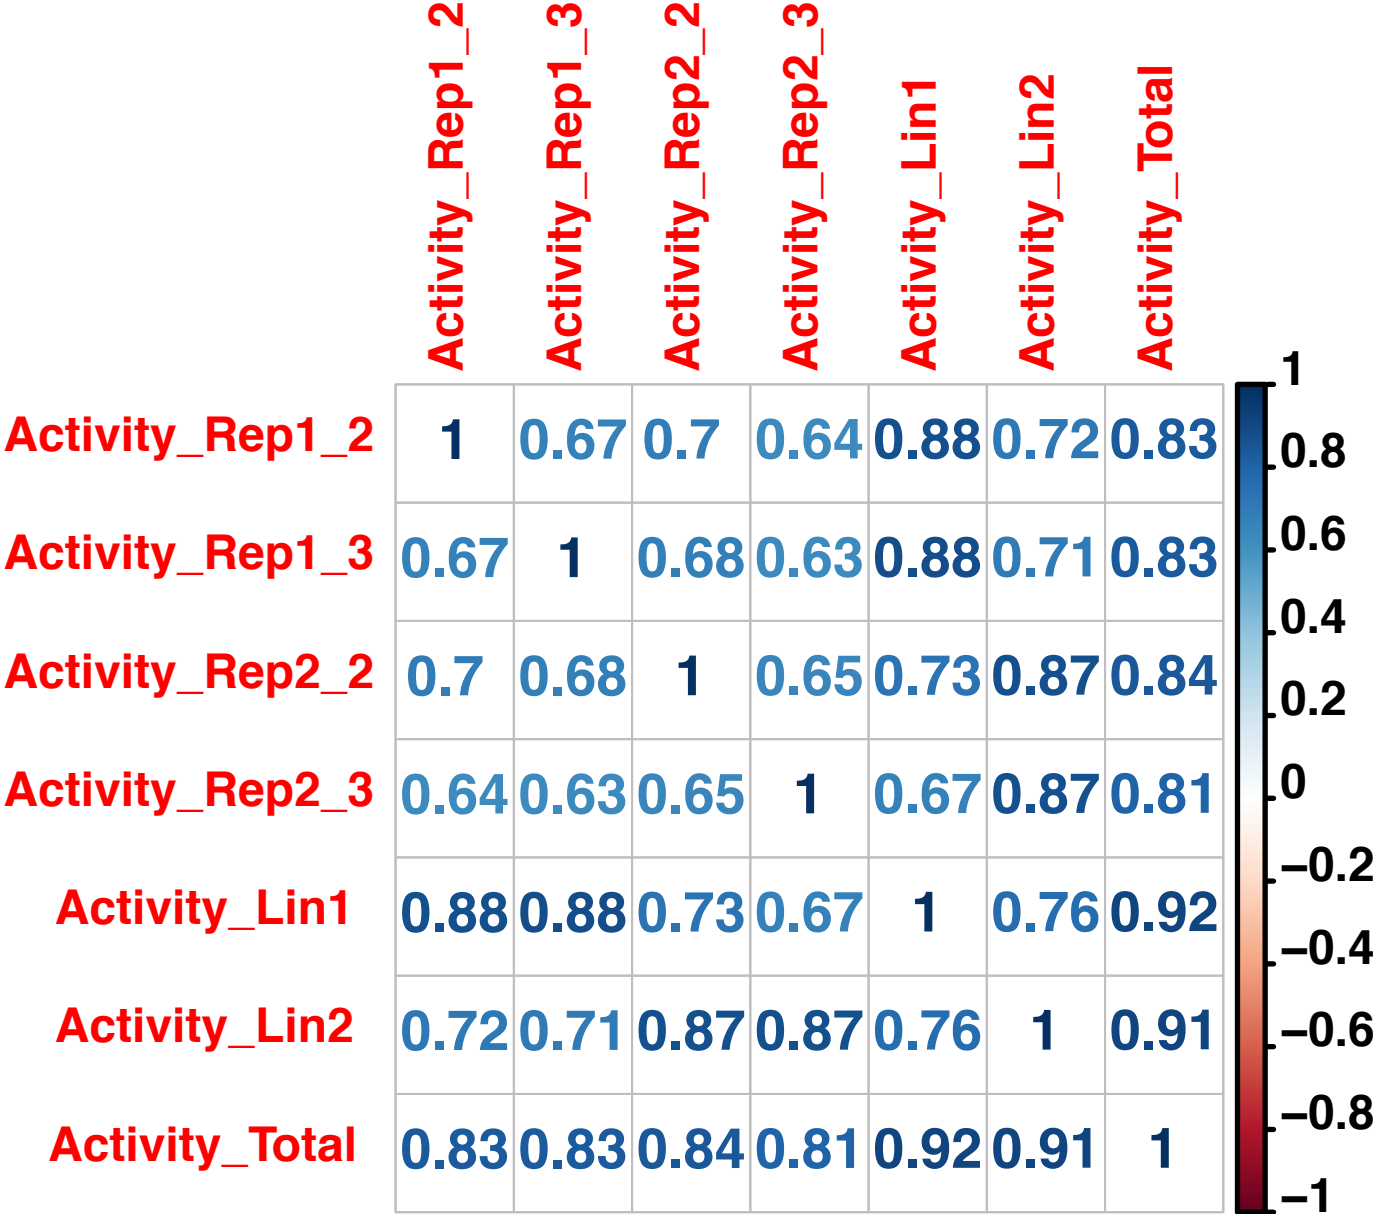 Activity_Rep1_2
Activity_Rep1_3
Activity_Rep2_2
Activity_Rep2_3
Activity_Lin1
Activity_Lin2
Activity_Total
Activity_Rep1_2 1 0.67 0.7 0.64 0.88 0.72 0.83
Activity_Rep1_3 0.67 1 0.68 0.63 0.88 0.71 0.83
Activity_Rep2_2 0.7 0.68 1 0.65 0.73 0.87 0.84
Activity_Rep2_3 0.64 0.63 0.65 1 0.67 0.87 0.81
Activity_Lin1 0.88 0.88 0.73 0.67 1 0.76 0.92
Activity_Lin2 0.72 0.71 0.87 0.87 0.76 1 0.91
Activity_Total 0.83 0.83 0.84 0.81 0.92 0.91 1
1
0.8
0.6
0.4
0.2
0
−0.2
−0.4
−0.6
−0.8
−1